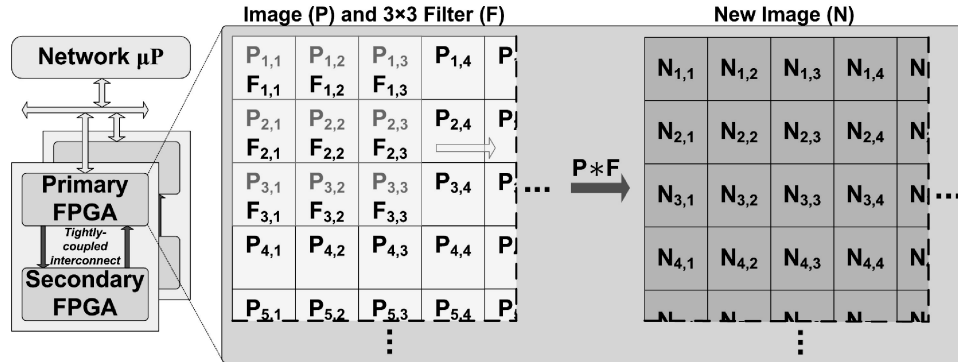 Image (P) and 3×3 Filter (F)
New Image (N)
Network µP
Primary
FPGA
Tightly-
coupled
interconnect
Secondary
FPGA
P1,1 P1,2 P1,3 P1,4 P
F1,1 F1,2 F1,3
P2,1 P2,2 P2,3 P2,4 P
F2,1 F2,2 F2,3
P3,1 P3,2 P3,3 P3,4 P
F3,1 F3,2 F3,3
P4,1 P4,2 P4,3 P4,4 P
P5,1 P5,2 P5,3 P5,4 P
...
P*F
N1,1 N1,2 N1,3 N1,4 N
N2,1 N2,2 N2,3 N2,4 N
N3,1 N3,2 N3,3 N3,4 N
N4,1 N4,2 N4,3 N4,4 N
N N N N N
...